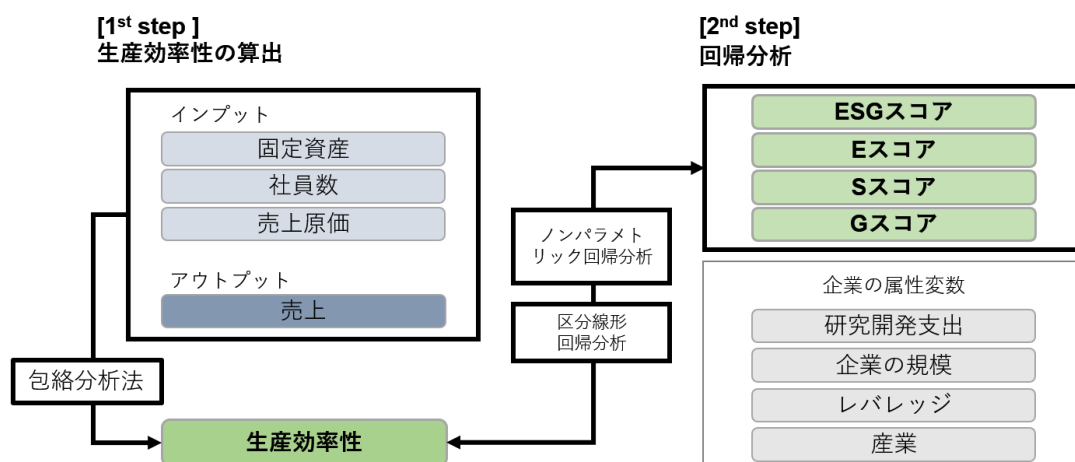 [1st step ]
生産効率性の算出
インプット
固定資産
社員数
売上原価
アウトプット
売上
包絡分析法
生産効率性
ノンパラメト
リック回帰分析
区分線形
回帰分析
[2nd step]
回帰分析
ESGスコア
Eスコア
Sスコア
Gスコア
企業の属性変数
研究開発支出
企業の規模
レバレッジ
産業